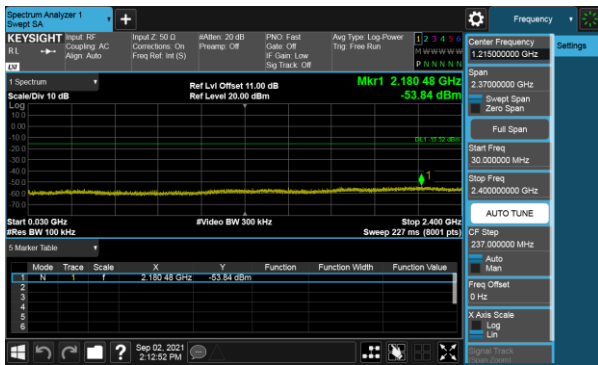 Spectrum Analyzer 1
Swept SA
Frequency
KEYSIGHT
Input: RF
Input Z: 50 Ω
#Atten: 20 dB
PNO: Fast
Avg Type: Log-Power
1 2 3 4 5 6
RL
Coupling: AC
Corrections: On
Preamp: Off
Gate: Off
Trig: Free Run
M W W W W W
Align: Auto
Freq Ref: Int (S)
IF Gain: Low
Sig Track: Off
P N N N N N
LXI
1 Spectrum
Ref Lvl Offset 11.00 dB
Mkr1 2.180 48 GHz
Scale/Div 10 dB
Ref Level 20.00 dBm
-53.84 dBm
Log
10.0
0.00
-10.0
DL1 -15.52 dBm
-20.0
-30.0
-40.0
1
-50.0
-60.0
-70.0
Start 0.030 GHz
#Video BW 300 kHz
Stop 2.400 GHz
#Res BW 100 kHz
Sweep 227 ms (8001 pts)
5 Marker Table
Mode Trace Scale X Y Function Function Width Function Value
1 N 1 f 2.180 48 GHz -53.84 dBm
2
3
4
5
6
?
Sep 02, 2021
2:12:52 PM
Center Frequency
1.215000000 GHz
Settings
Span
2.37000000 GHz
Swept Span
Zero Span
Full Span
Start Freq
30.000000 MHz
Stop Freq
2.400000000 GHz
AUTO TUNE
CF Step
237.000000 MHz
Auto
Man
Freq Offset
0 Hz
X Axis Scale
Log
Lin
Signal Track
(Span Zoom)